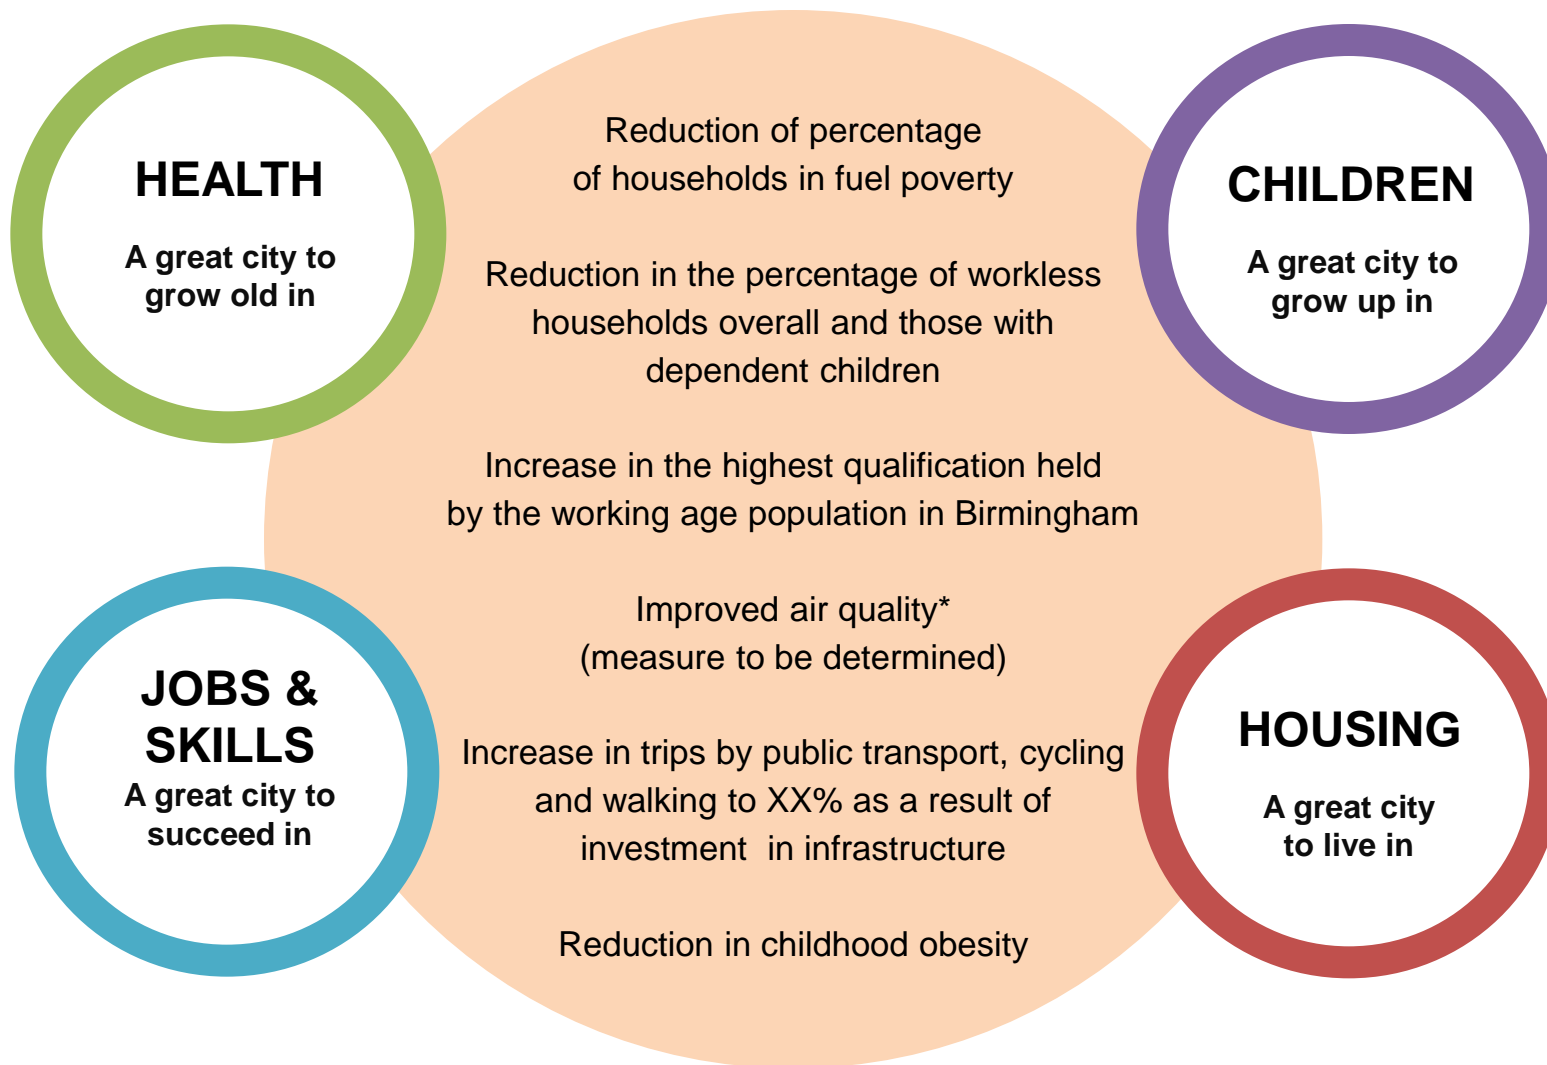 HEALTH
A great city to
grow old in
Reduction of percentage
of households in fuel poverty
Reduction in the percentage of workless
households overall and those with
dependent children
Increase in the highest qualification held
by the working age population in Birmingham
Improved air quality*
(measure to be determined)
Increase in trips by public transport, cycling
and walking to XX% as a result of
investment  in infrastructure
Reduction in childhood obesity
CHILDREN
A great city to
grow up in
JOBS &
SKILLS
A great city to
succeed in
HOUSING
A great city
to live in